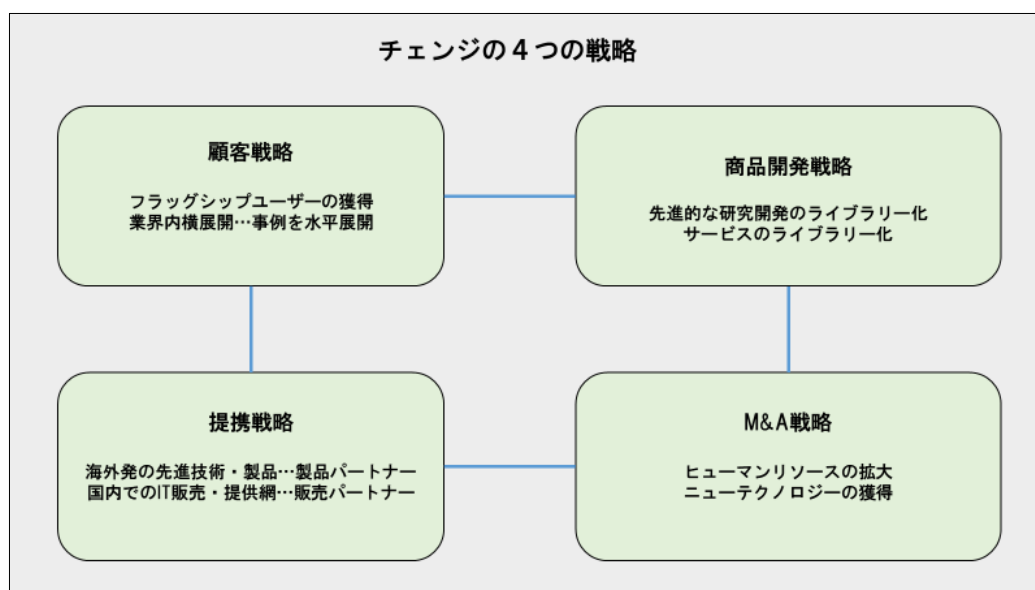 チェンジの４つの戦略
顧客戦略
フラッグシップユーザーの獲得
業界内横展開…事例を水平展開
商品開発戦略
先進的な研究開発のライブラリー化
サービスのライブラリー化
提携戦略
海外発の先進技術・製品…製品パートナー
国内でのIT販売・提供網…販売パートナー
M&A戦略
ヒューマンリソースの拡大
ニューテクノロジーの獲得